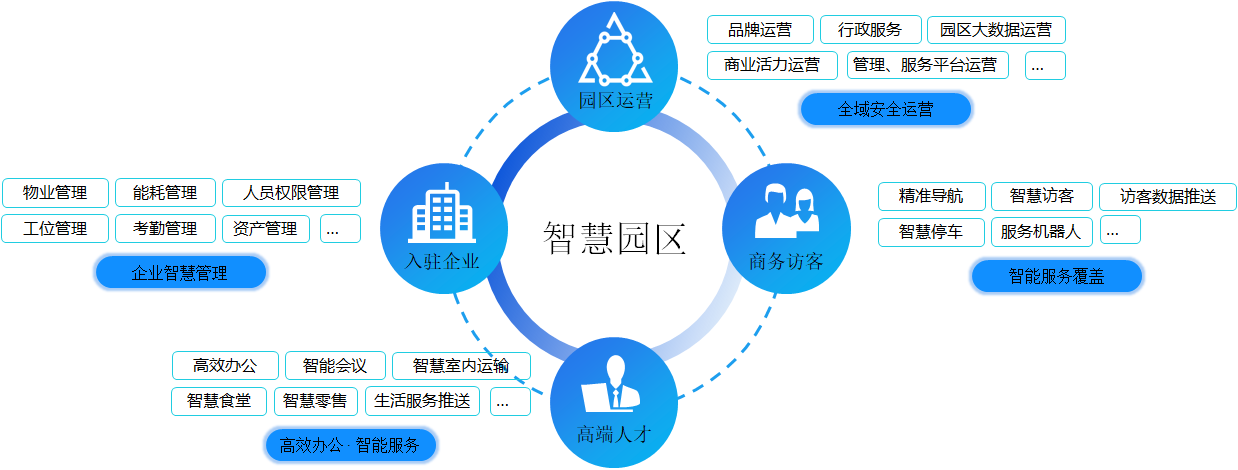 品牌运营 行政服务 园区大数据运营
商业活力运营 管理、服务平台运营 ...
全域安全运营
园区运营
物业管理 能耗管理 人员权限管理
工位管理 考勤管理 资产管理 ...
企业智慧管理
入驻企业
智慧园区
商务访客
精准导航 智慧访客 访客数据推送
智慧停车 服务机器人 ...
智能服务覆盖
高效办公 智能会议 智慧室内运输
智慧食堂 智慧零售 生活服务推送 ...
高效办公·智能服务
高端人才